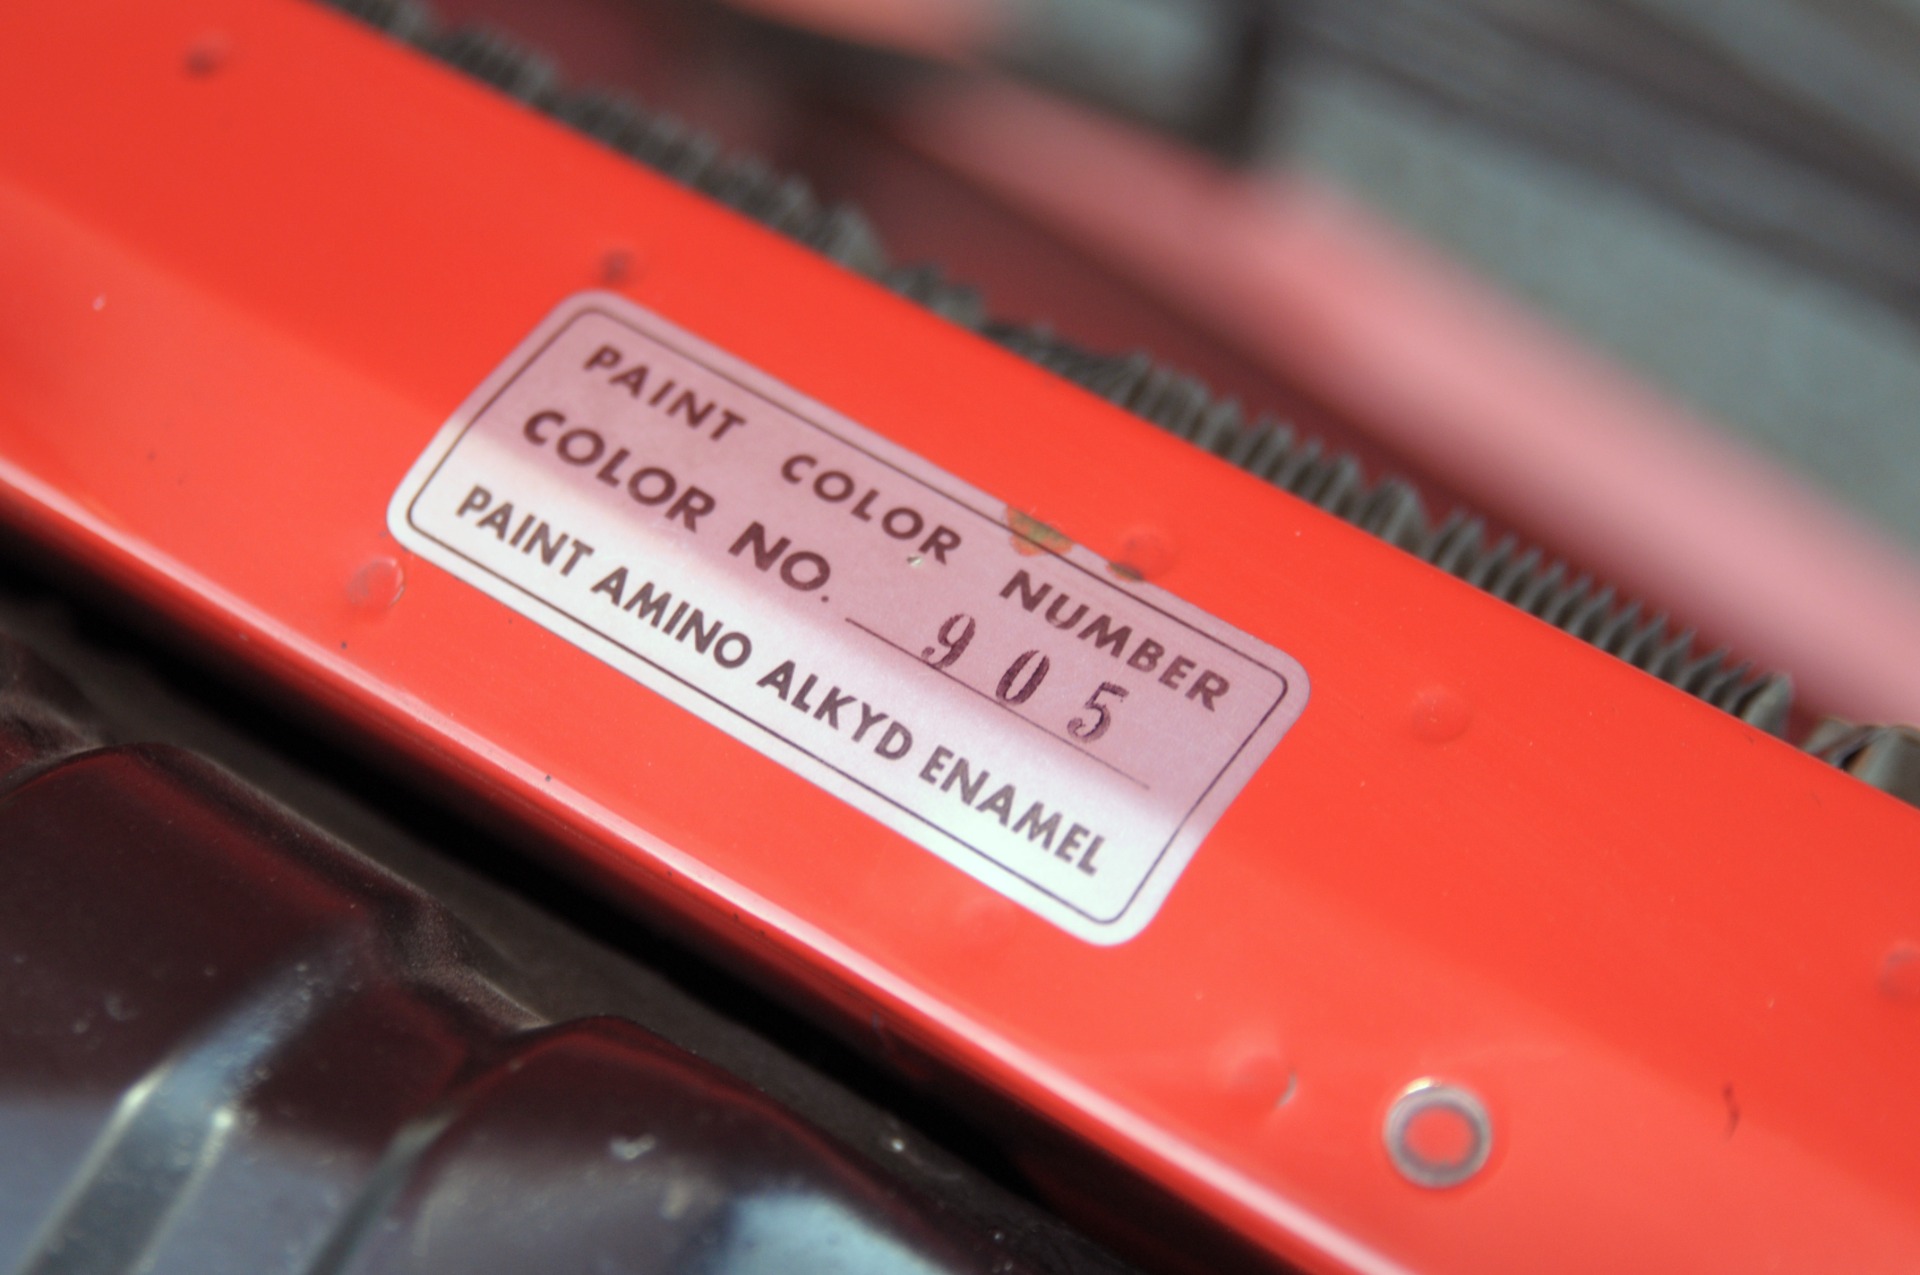 PAINT COLOR NUMBER
COLOR NO. 905
PAINT AMINO ALKYD ENAMEL